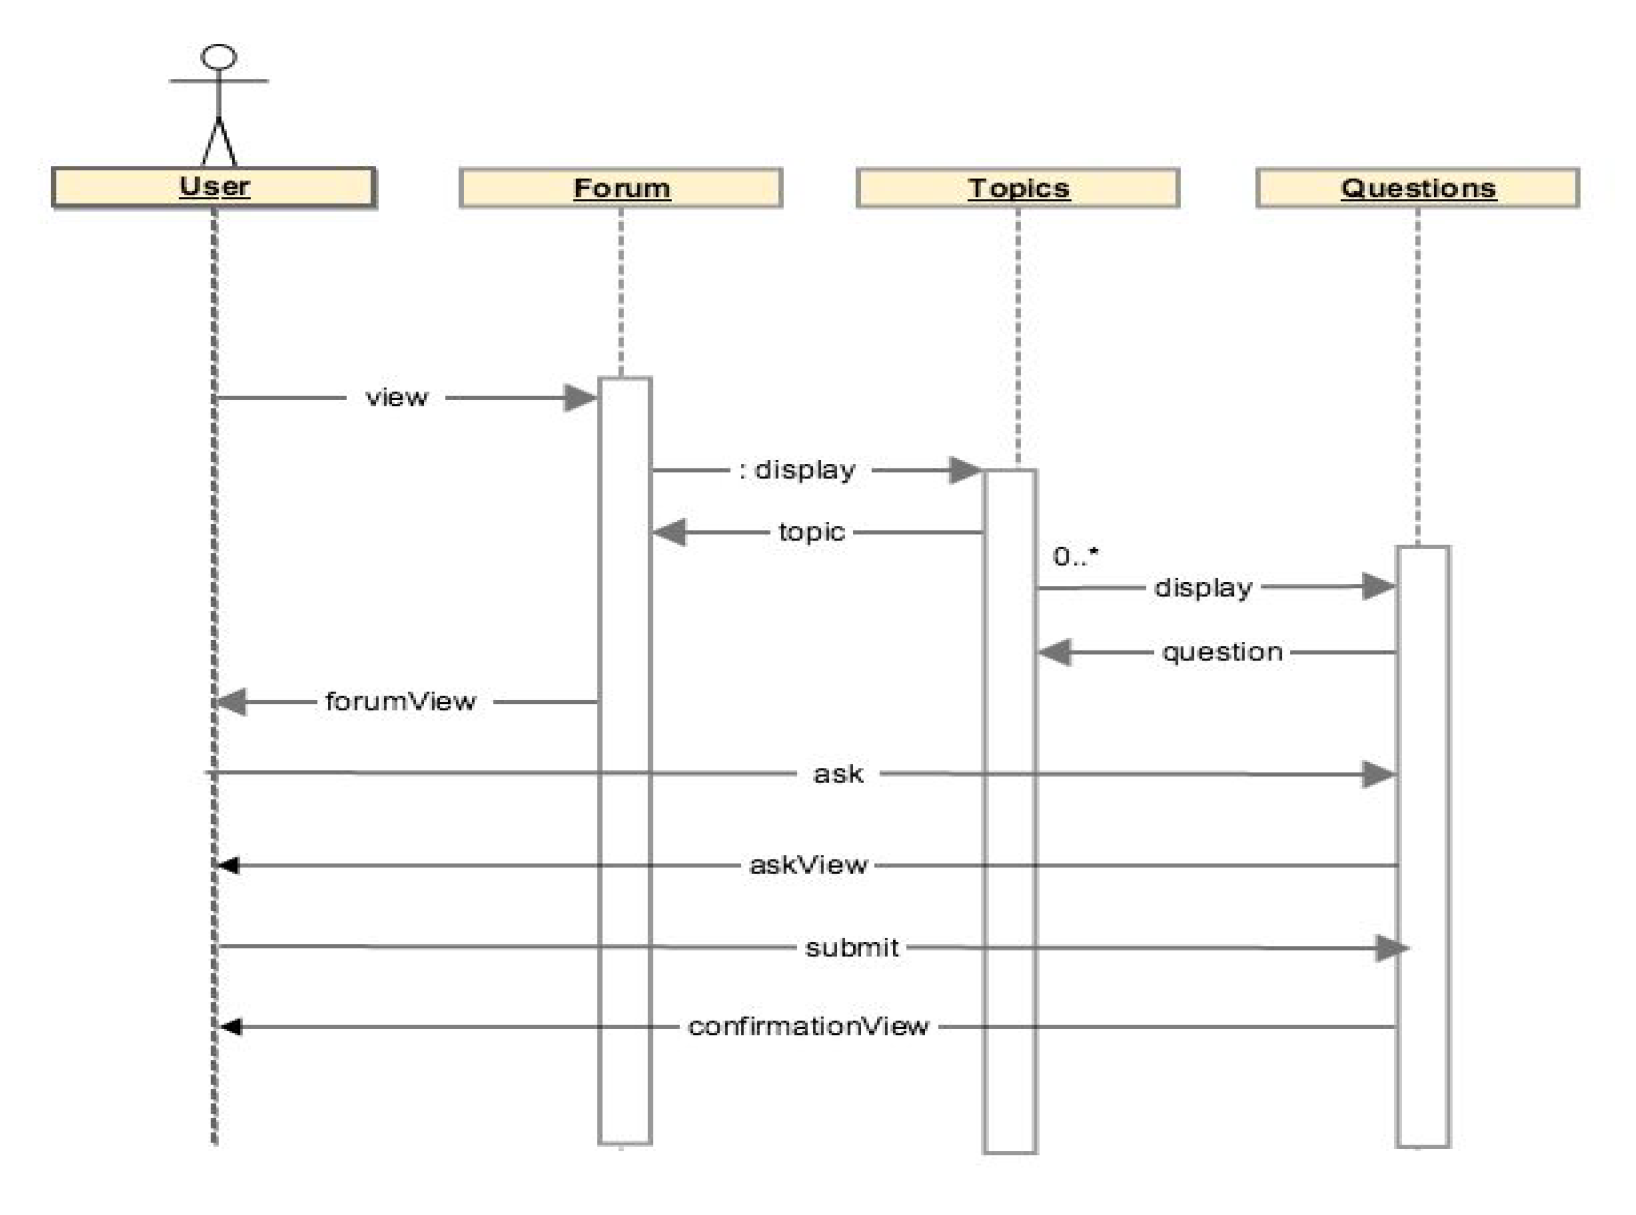 User
Forum
Topics
Questions
view
: display
topic
0..*
display
question
forumView
ask
askView
submit
confirmationView